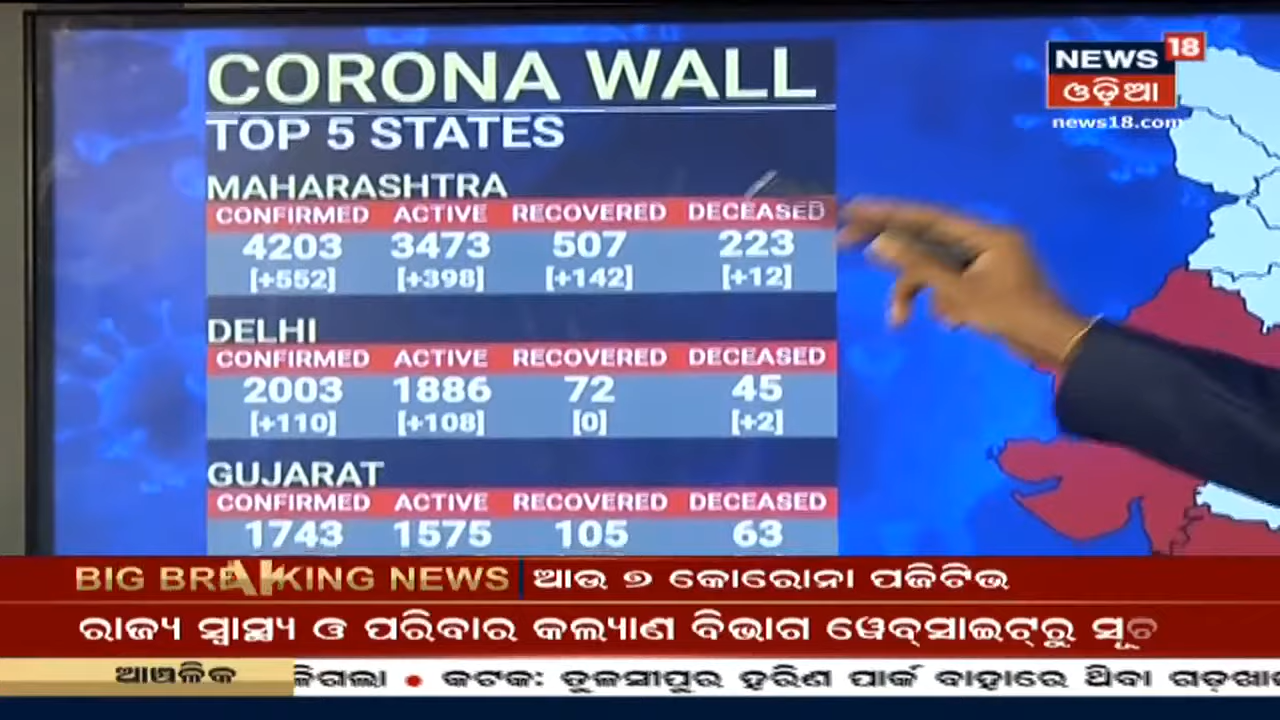 CORONA WALL
TOP 5 STATES
MAHARASHTRA
CONFIRMED ACTIVE RECOVERED DECEASED
4203 3473 507 223
[+552] [+398] [+142] [+12]
DELHI
CONFIRMED ACTIVE RECOVERED DECEASED
2003 1886 72 45
[+110] [+108] [0] [+2]
GUJARAT
CONFIRMED ACTIVE RECOVERED DECEASED
1743 1575 105 63
NEWS 18
ଓଡ଼ିଆ
news18.com
BIG BREAKING NEWS ଆଉ ୭ କୋରୋନା ପଜିଟିଭ
ରାଜ୍ୟ ସ୍ୱାସ୍ଥ୍ୟ ଓ ପରିବାର କଲ୍ୟାଣ ବିଭାଗ ୱେବ୍‌ସାଇଟ୍‌ରୁ ସୂଚ
ଆଞ୍ଚଳିକ ଳିଗଲା • କଟକ: ତୁଳସୀପୁର ହରିଣ ପାର୍କ ବାହାରେ ଥିବା ଗଡ଼ଖାଇ